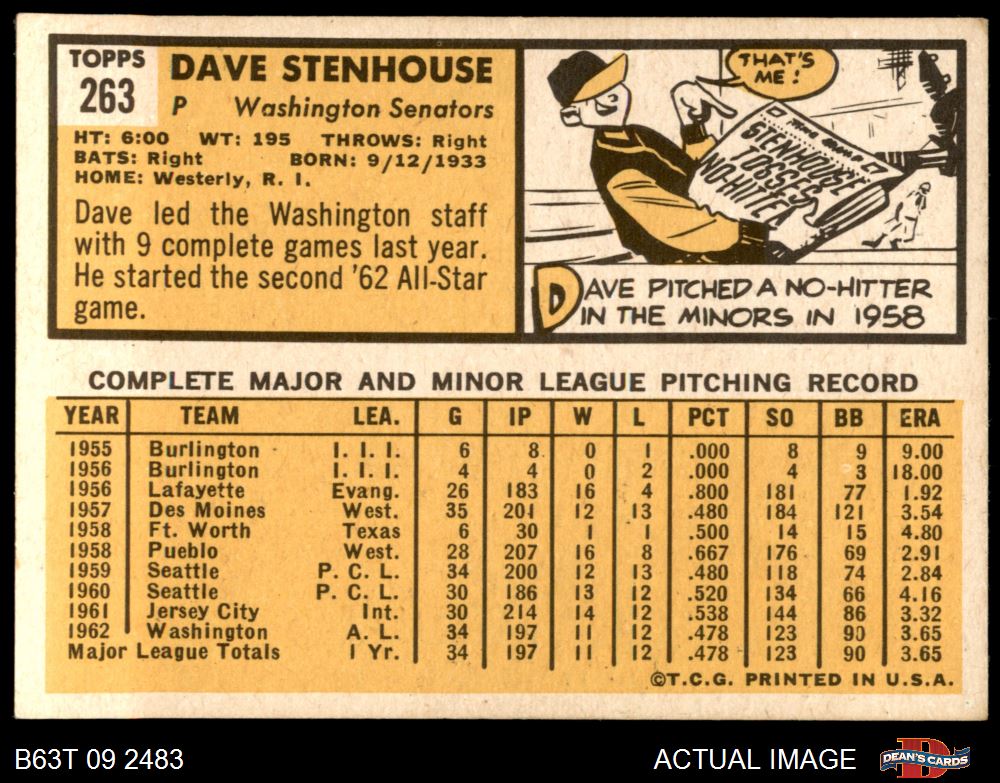 TOPPS
263
DAVE STENHOUSE
P Washington Senators
HT: 6:00 WT: 195 THROWS: Right
BATS: Right BORN: 9/12/1933
HOME: Westerly, R. I.
Dave led the Washington staff
with 9 complete games last year.
He started the second '62 All-Star
game.
THAT'S
ME!
STENHOUSE
TOSSES
NO-HITTER
DAVE PITCHED A NO-HITTER
IN THE MINORS IN 1958
COMPLETE MAJOR AND MINOR LEAGUE PITCHING RECORD
YEAR TEAM LEA. G IP W L PCT SO BB ERA
1955 Burlington I. I. I. 6 8 0 1 .000 8 9 9.00
1956 Burlington I. I. I. 4 4 0 2 .000 4 3 18.00
1956 Lafayette Evang. 26 183 16 4 .800 181 77 1.92
1957 Des Moines West. 35 201 12 13 .480 184 121 3.54
1958 Ft. Worth Texas 6 30 1 1 .500 14 15 4.80
1958 Pueblo West. 28 207 16 8 .667 176 69 2.91
1959 Seattle P. C. L. 34 200 12 13 .480 118 74 2.84
1960 Seattle P. C. L. 30 186 13 12 .520 134 66 4.16
1961 Jersey City Int. 30 214 14 12 .538 144 86 3.32
1962 Washington A. L. 34 197 11 12 .478 123 90 3.65
Major League Totals 1 Yr. 34 197 11 12 .478 123 90 3.65
©T.C.G. PRINTED IN U.S.A.
B63T 09 2483 ACTUAL IMAGE DEAN'S CARDS